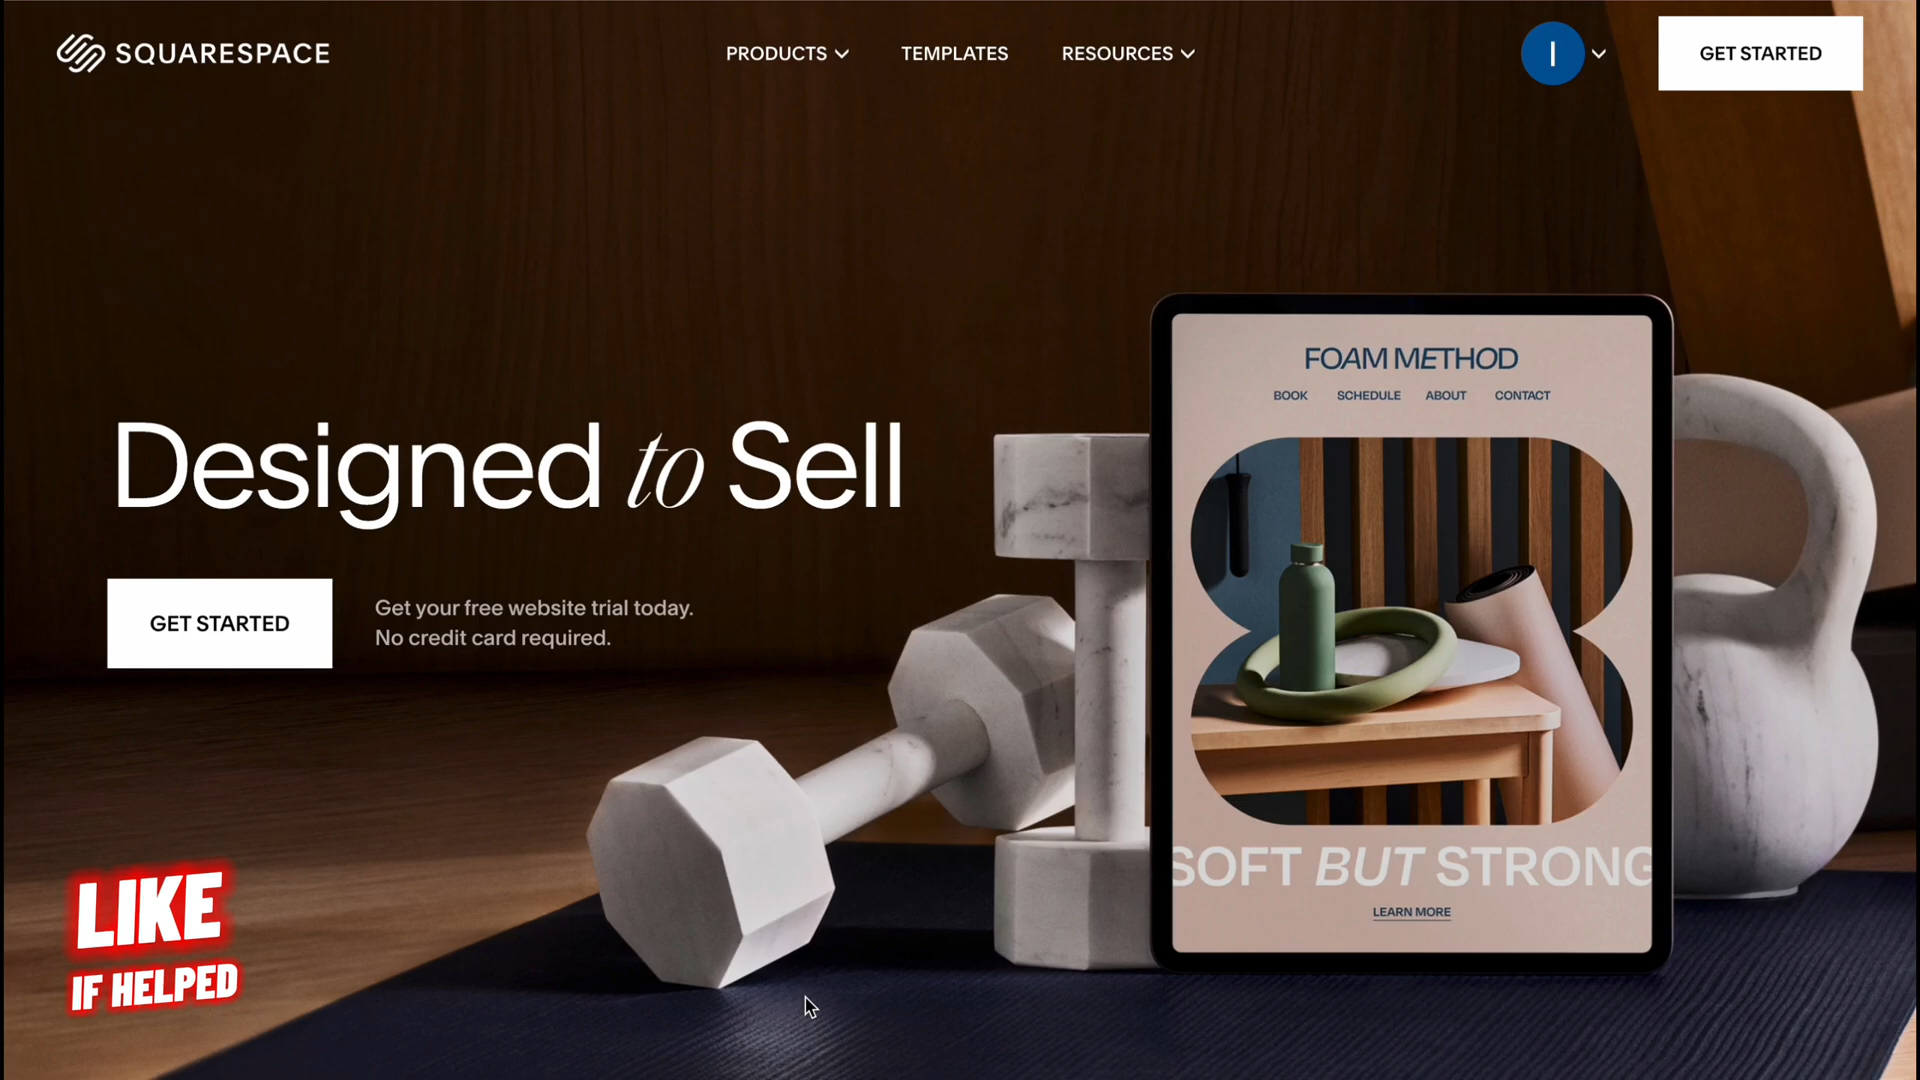 SQUARESPACE
PRODUCTS
TEMPLATES
RESOURCES
I
GET STARTED
Designed to Sell
GET STARTED
Get your free website trial today.
No credit card required.
FOAM METHOD
BOOK SCHEDULE ABOUT CONTACT
SOFT BUT STRONG
LEARN MORE
LIKE
IF HELPED